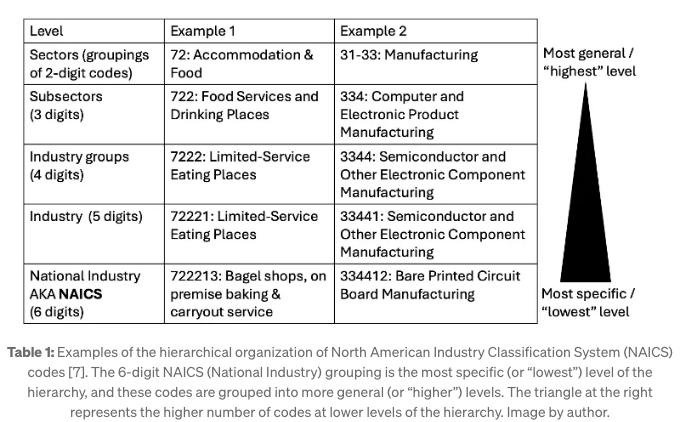 Level Example 1 Example 2
Sectors (groupings of 2-digit codes) 72: Accommodation & Food 31-33: Manufacturing
Subsectors (3 digits) 722: Food Services and Drinking Places 334: Computer and Electronic Product Manufacturing
Industry groups (4 digits) 7222: Limited-Service Eating Places 3344: Semiconductor and Other Electronic Component Manufacturing
Industry (5 digits) 72221: Limited-Service Eating Places 33441: Semiconductor and Other Electronic Component Manufacturing
National Industry AKA NAICS (6 digits) 722213: Bagel shops, on premise baking & carryout service 334412: Bare Printed Circuit Board Manufacturing
Most general /
“highest” level
Most specific /
“lowest” level
Table 1: Examples of the hierarchical organization of North American Industry Classification System (NAICS)
codes [7]. The 6-digit NAICS (National Industry) grouping is the most specific (or “lowest”) level of the
hierarchy, and these codes are grouped into more general (or “higher”) levels. The triangle at the right
represents the higher number of codes at lower levels of the hierarchy. Image by author.